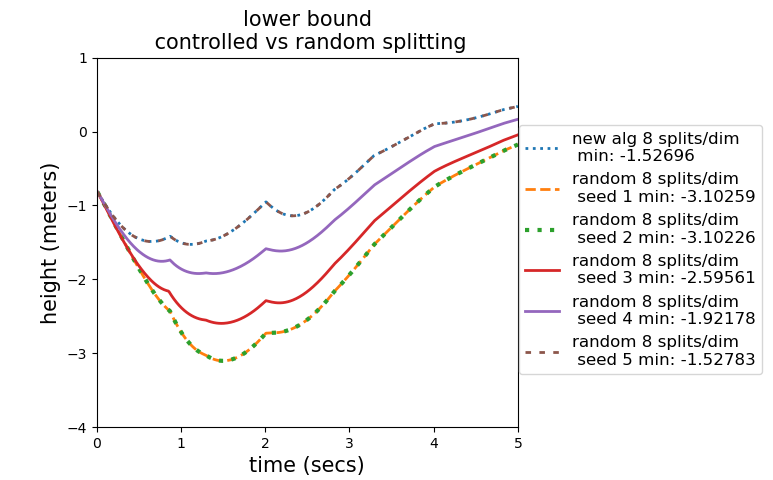 lower bound
controlled vs random splitting
1
0
−1
−2
−3
−4
height (meters)
0 1 2 3 4 5
time (secs)
new alg 8 splits/dim
min: -1.52696
random 8 splits/dim
seed 1 min: -3.10259
random 8 splits/dim
seed 2 min: -3.10226
random 8 splits/dim
seed 3 min: -2.59561
random 8 splits/dim
seed 4 min: -1.92178
random 8 splits/dim
seed 5 min: -1.52783